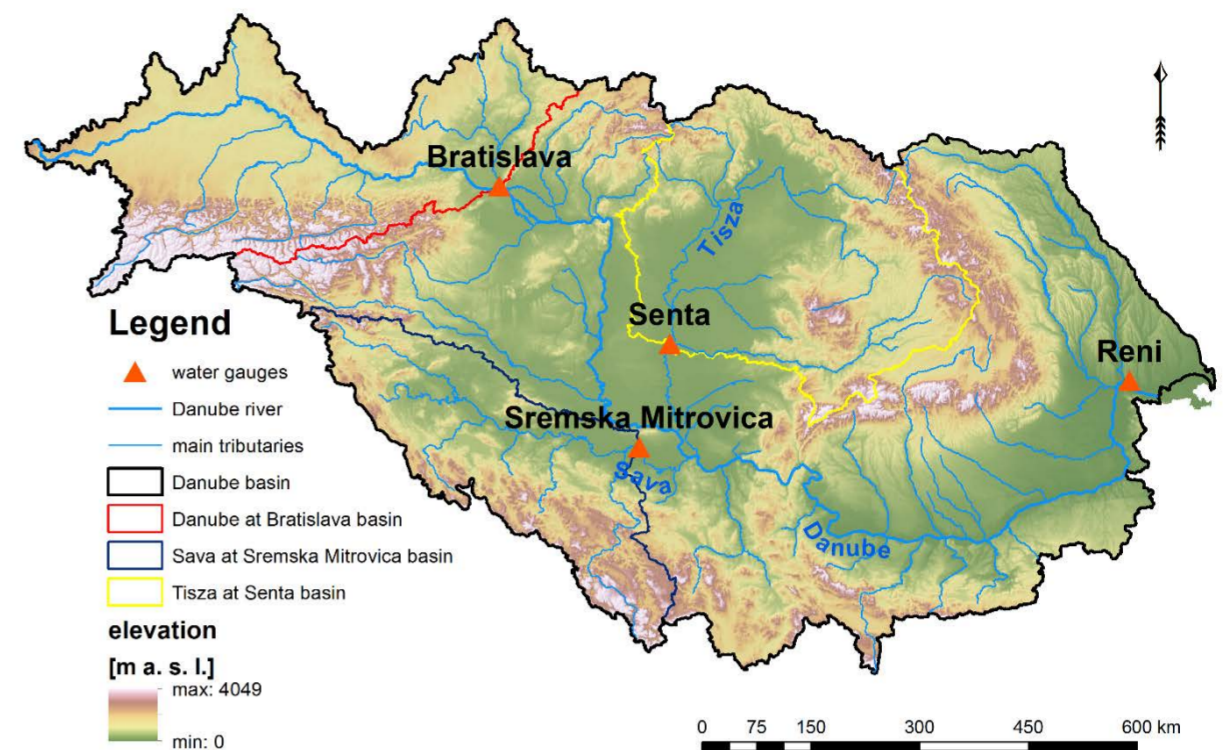 Bratislava
Tisza
Senta
Reni
Sremska Mitrovica
Sava
Danube
Legend
water gauges
Danube river
main tributaries
Danube basin
Danube at Bratislava basin
Sava at Sremska Mitrovica basin
Tisza at Senta basin
elevation
[m a. s. l.]
max: 4049
min: 0
0 75 150 300 450 600 km